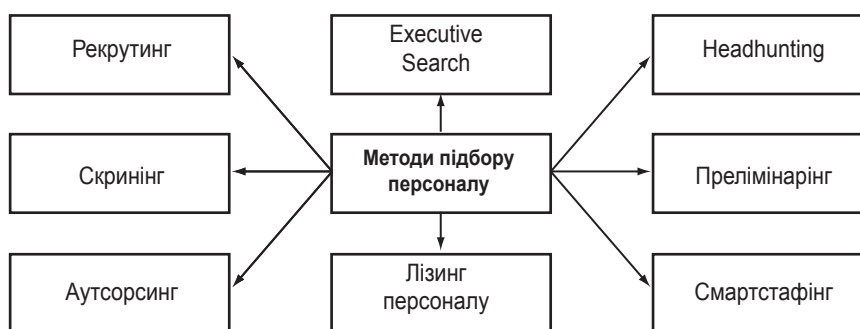 Рекрутинг
Executive
Search
Headhunting
Скринінг
Методи підбору
персоналу
Прелімінарінг
Аутсорсинг
Лізинг
персоналу
Смартстафінг